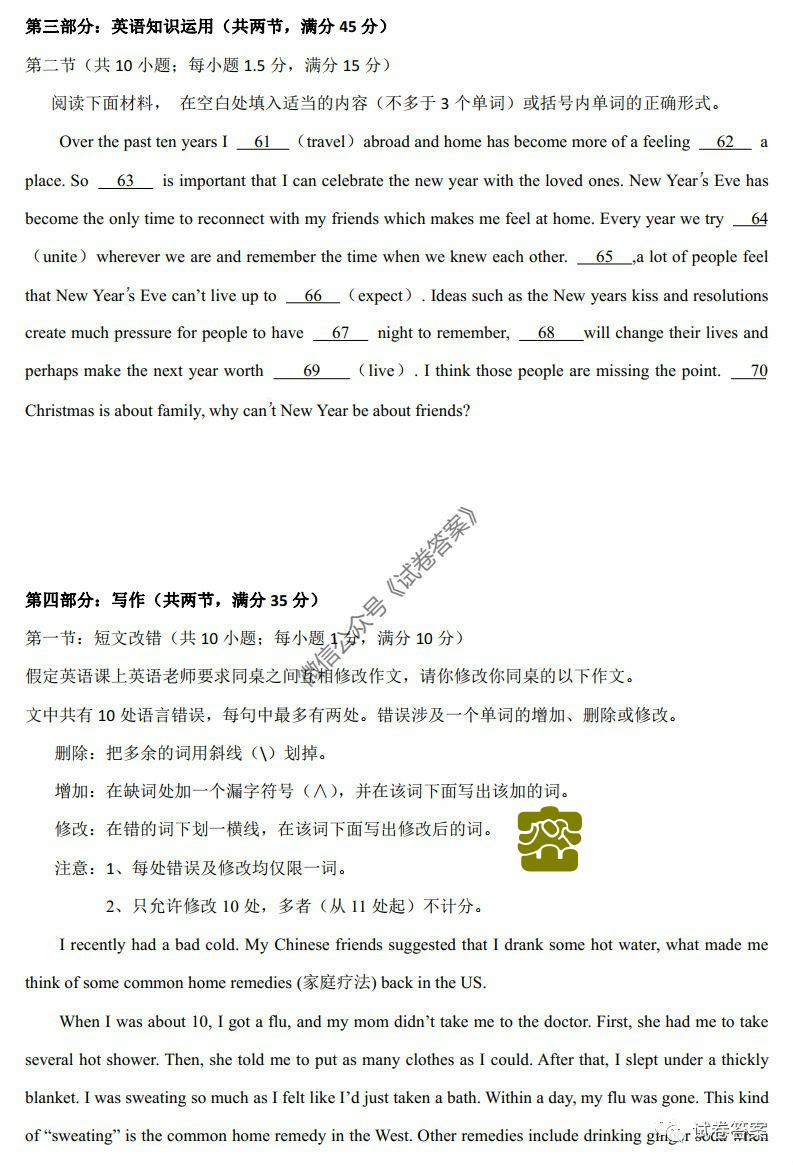 第三部分：英语知识运用（共两节，满分 45 分）
第二节（共 10 小题；每小题 1.5 分，满分 15 分）
阅读下面材料， 在空白处填入适当的内容（不多于 3 个单词）或括号内单词的正确形式。
Over the past ten years I 61 （travel）abroad and home has become more of a feeling 62 a
place. So 63 is important that I can celebrate the new year with the loved ones. New Year’s Eve has
become the only time to reconnect with my friends which makes me feel at home. Every year we try 64
（unite）wherever we are and remember the time when we knew each other. 65 ,a lot of people feel
that New Year’s Eve can’t live up to 66 （expect）. Ideas such as the New years kiss and resolutions
create much pressure for people to have 67 night to remember, 68 will change their lives and
perhaps make the next year worth 69 （live）. I think those people are missing the point. 70
Christmas is about family, why can’t New Year be about friends?
微信公众号《试卷答案》
第四部分：写作（共两节，满分 35 分）
第一节：短文改错（共 10 小题；每小题 1 分，满分 10 分）
假定英语课上英语老师要求同桌之间互相修改作文，请你修改你同桌的以下作文。
文中共有 10 处语言错误，每句中最多有两处。错误涉及一个单词的增加、删除或修改。
删除：把多余的词用斜线（\）划掉。
增加：在缺词处加一个漏字符号（∧），并在该词下面写出该加的词。
修改：在错的词下划一横线，在该词下面写出修改后的词。
注意：1、每处错误及修改均仅限一词。
2、只允许修改 10 处，多者（从 11 处起）不计分。
I recently had a bad cold. My Chinese friends suggested that I drank some hot water, what made me
think of some common home remedies (家庭疗法) back in the US.
When I was about 10, I got a flu, and my mom didn’t take me to the doctor. First, she had me to take
several hot shower. Then, she told me to put as many clothes as I could. After that, I slept under a thickly
blanket. I was sweating so much as I felt like I’d just taken a bath. Within a day, my flu was gone. This kind
of “sweating” is the common home remedy in the West. Other remedies include drinking ginger soda when
试卷答案